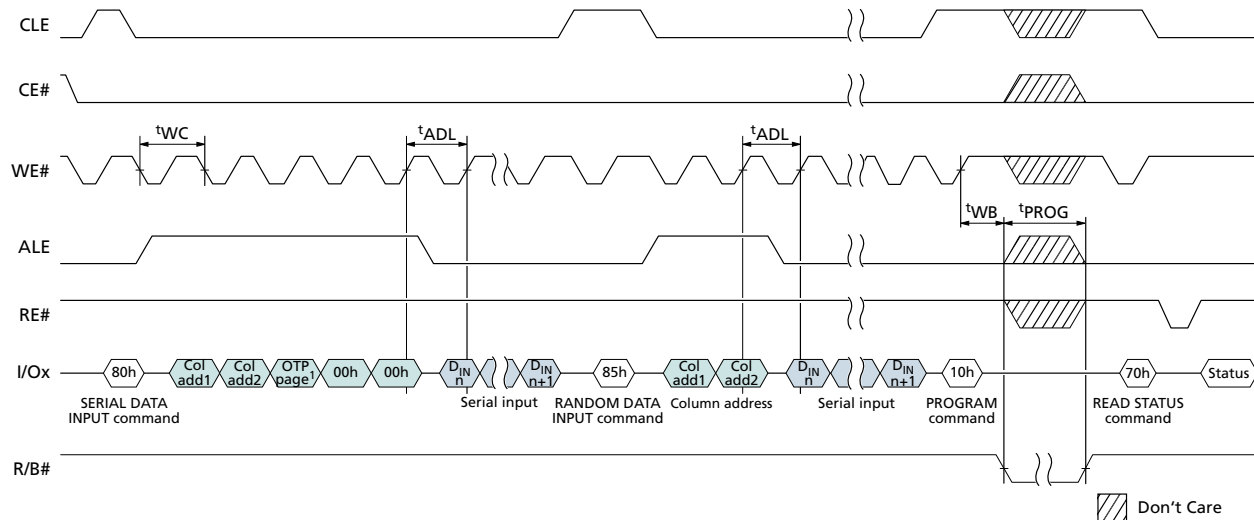 CLE
CE#
tWC
tADL
tADL
WE#
tWB
tPROG
ALE
RE#
I/Ox
80h
Col add1
Col add2
OTP page1
00h
00h
DIN n
DIN n+1
85h
Col add1
Col add2
DIN n
DIN n+1
10h
70h
Status
SERIAL DATA
INPUT command
Serial input
RANDOM DATA
INPUT command
Column address
Serial input
PROGRAM
command
READ STATUS
command
R/B#
Don't Care